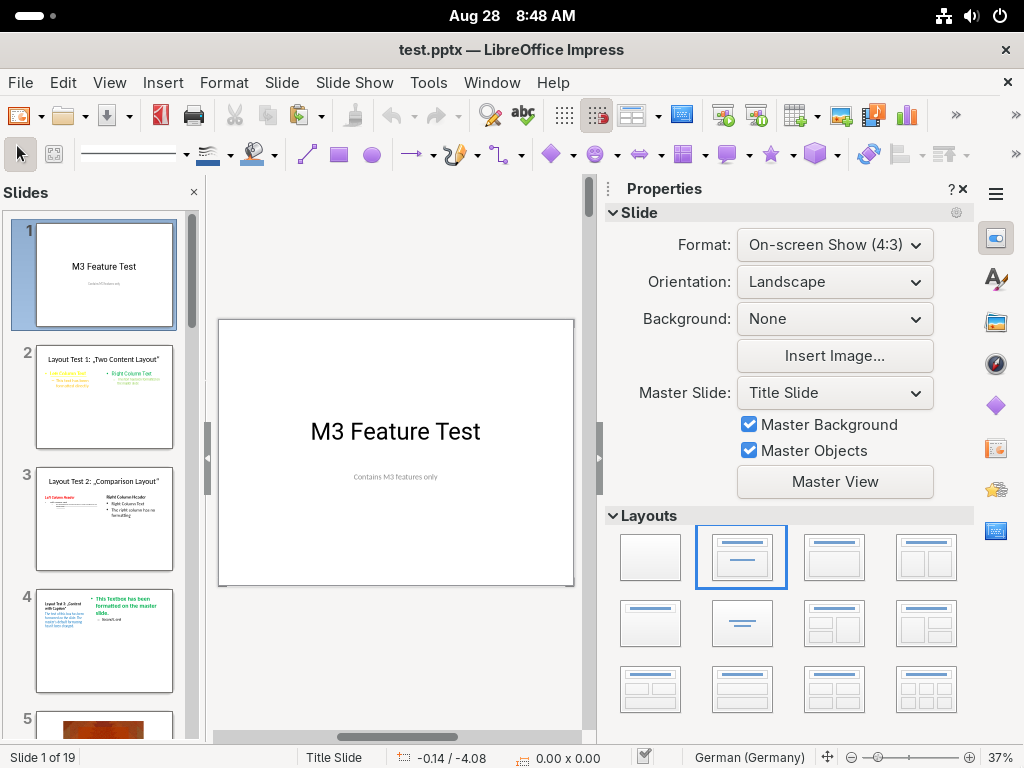 Aug 28 8:48 AM
test.pptx — LibreOffice Impress
File Edit View Insert Format Slide Slide Show Tools Window Help
Slides
Properties
Slide
Format: On-screen Show (4:3)
Orientation: Landscape
Background: None
Insert Image...
Master Slide: Title Slide
Master Background
Master Objects
Master View
Layouts
1
M3 Feature Test
Contains M3 features only
2
Layout Test 1: „Two Content Layout“
Left Column Text
Right Column Text
3
Layout Test 2: „Comparison Layout“
Left Column Header
Right Column Header
Right Column Text
The right column has no
formatting
4
Layout Test 3: „Content
with Caption“
This Textbox has been
formatted on the master
slide.
Second Level
5
M3 Feature Test
Contains M3 features only
Slide 1 of 19 Title Slide -0.14 / -4.08 0.00 x 0.00 German (Germany) 37%